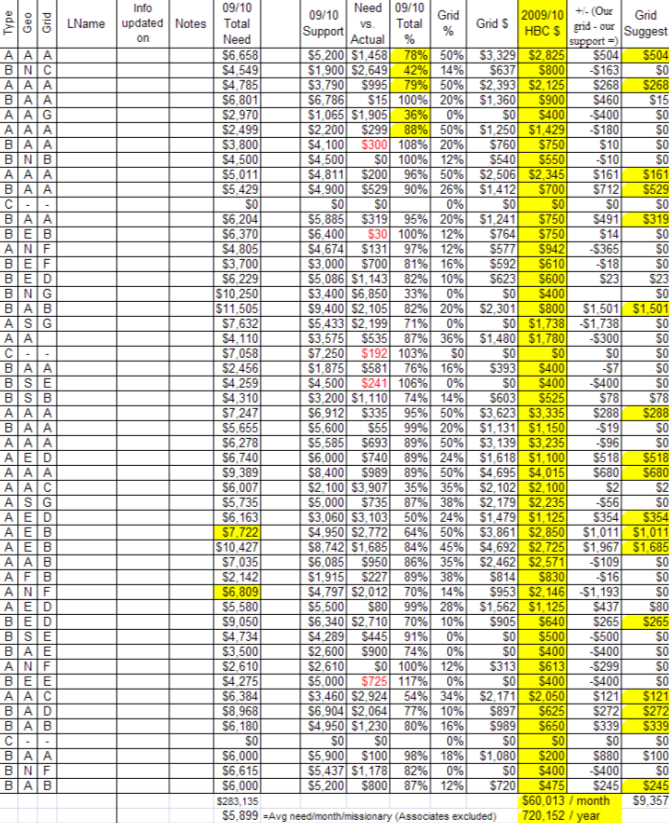 Type Geo Grid LName Info updated on Notes 09/10 Total Need 09/10 Support Need vs. Actual 09/10 Total % Grid % Grid $ 2009/10 HBC $ +/- (Our grid - our support =) Grid Suggest
A A A $6,658 $5,200 $1,458 78% 50% $3,329 $2,825 $504 $504
B N C $4,549 $1,900 $2,649 42% 14% $637 $800 -$163 $0
A A A $4,785 $3,790 $995 79% 50% $2,393 $2,125 $268 $268
B A A $6,801 $6,786 $15 100% 20% $1,360 $900 $460 $15
A A G $2,970 $1,065 $1,905 36% 0% $0 $400 -$400 $0
A A A $2,499 $2,200 $299 88% 50% $1,250 $1,429 -$180 $0
B A A $3,800 $4,100 $300 108% 20% $760 $750 $10 $0
B N B $4,500 $4,500 $0 100% 12% $540 $550 -$10 $0
A A A $5,011 $4,811 $200 96% 50% $2,506 $2,345 $161 $161
B A A $5,429 $4,900 $529 90% 26% $1,412 $700 $712 $529
C - - $0 $0 $0 0% $0 $0 $0 $0
B A A $6,204 $5,885 $319 95% 20% $1,241 $750 $491 $319
B E B $6,370 $6,400 $30 100% 12% $764 $750 $14 $0
A N F $4,805 $4,674 $131 97% 12% $577 $942 -$365 $0
B E F $3,700 $3,000 $700 81% 16% $592 $610 -$18 $0
B E D $6,229 $5,086 $1,143 82% 10% $623 $600 $23 $23
B N G $10,250 $3,400 $6,850 33% 0% $0 $400 $0
B A B $11,505 $9,400 $2,105 82% 20% $2,301 $800 $1,501 $1,501
A S G $7,632 $5,433 $2,199 71% 0% $0 $1,738 -$1,738 $0
A A $4,110 $3,575 $535 87% 36% $1,480 $1,780 -$300 $0
C - - $7,058 $7,250 $192 103% $0 $0 $0 $0
B A A $2,456 $1,875 $581 76% 16% $393 $400 -$7 $0
B S E $4,259 $4,500 $241 106% 0% $0 $400 -$400 $0
B S B $4,310 $3,200 $1,110 74% 14% $603 $525 $78 $78
A A A $7,247 $6,912 $335 95% 50% $3,623 $3,335 $288 $288
B A A $5,655 $5,600 $55 99% 20% $1,131 $1,150 -$19 $0
A A A $6,278 $5,585 $693 89% 50% $3,139 $3,235 -$96 $0
A E D $6,740 $6,000 $740 89% 24% $1,618 $1,100 $518 $518
A A A $9,389 $8,400 $989 89% 50% $4,695 $4,015 $680 $680
A A C $6,007 $2,100 $3,907 35% 35% $2,102 $2,100 $2 $2
A S G $5,735 $5,000 $735 87% 38% $2,179 $2,235 -$56 $0
A E D $6,163 $3,060 $3,103 50% 24% $1,479 $1,125 $354 $354
A E B $7,722 $4,950 $2,772 64% 50% $3,861 $2,850 $1,011 $1,011
A E B $10,427 $8,742 $1,685 84% 45% $4,692 $2,725 $1,967 $1,685
A A B $7,035 $6,085 $950 86% 35% $2,462 $2,571 -$109 $0
A F B $2,142 $1,915 $227 89% 38% $814 $830 -$16 $0
A N F $6,809 $4,797 $2,012 70% 14% $953 $2,146 -$1,193 $0
A E D $5,580 $5,500 $80 99% 28% $1,562 $1,125 $437 $80
B E D $9,050 $6,340 $2,710 70% 10% $905 $640 $265 $265
B S E $4,734 $4,289 $445 91% 0% $0 $500 -$500 $0
B A E $3,500 $2,600 $900 74% 0% $0 $400 -$400 $0
A N F $2,610 $2,610 $0 100% 12% $313 $613 -$299 $0
B E E $4,275 $5,000 $725 117% 0% $0 $400 -$400 $0
A A C $6,384 $3,460 $2,924 54% 34% $2,171 $2,050 $121 $121
B A D $8,968 $6,904 $2,064 77% 10% $897 $625 $272 $272
B A B $6,180 $4,950 $1,230 80% 16% $989 $650 $339 $339
C - - $0 $0 $0 0% $0 $0 $0 $0
B A A $6,000 $5,900 $100 98% 18% $1,080 $200 $880 $100
B N F $6,615 $5,437 $1,178 82% 0% $0 $400 -$400 $0
B A B $6,000 $5,200 $800 87% 12% $720 $475 $245 $245
$283,135 $60,013 / month $9,357
$5,899 =Avg need/month/missionary (Associates excluded) 720,152 / year